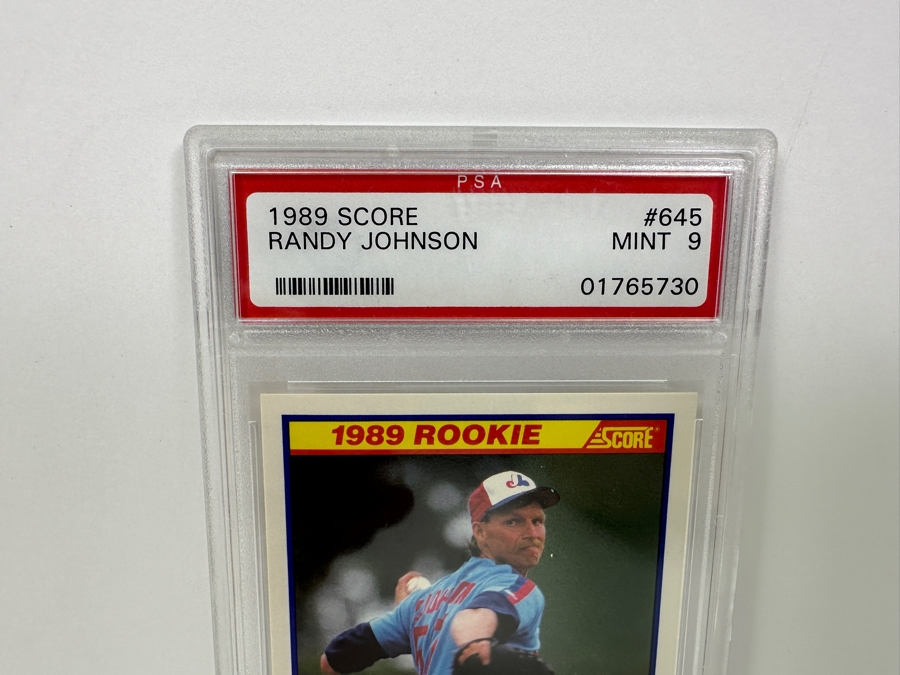 PSA
1989 SCORE #645
RANDY JOHNSON MINT 9
01765730
1989 ROOKIE SCORE